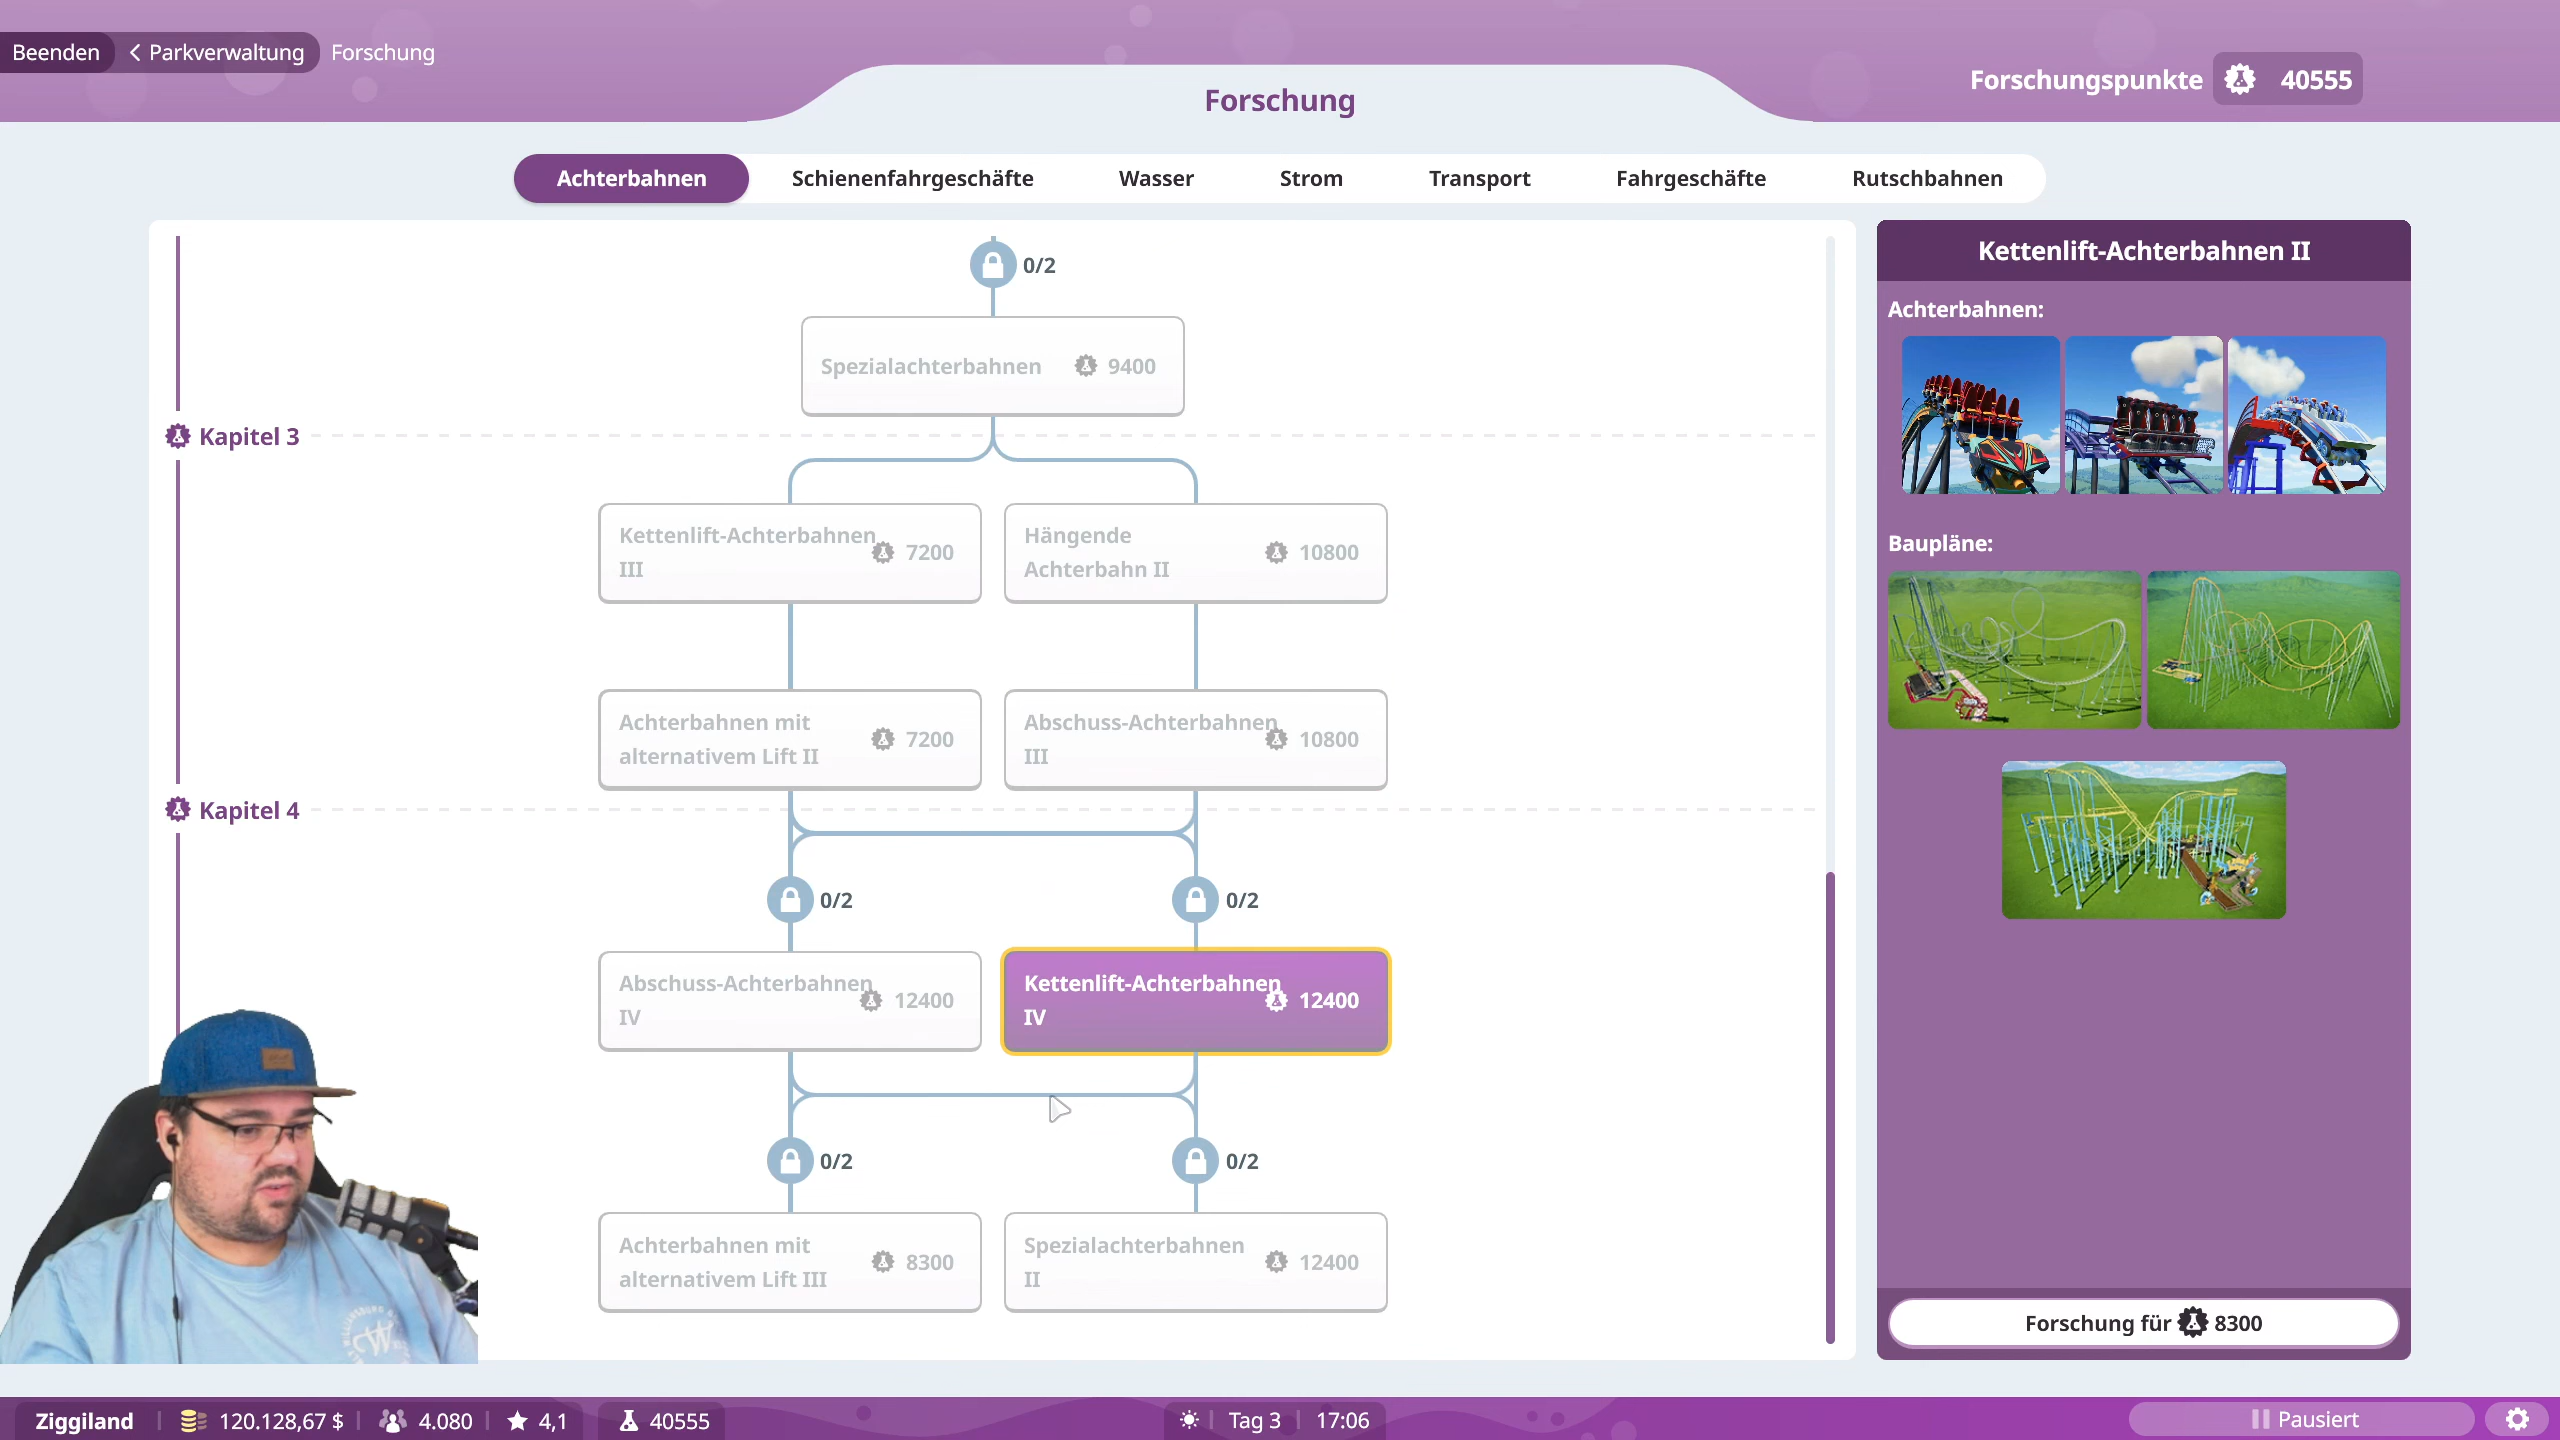 Beenden
Parkverwaltung
Forschung
Forschung
Forschungspunkte 40555
Achterbahnen
Schienenfahrgeschäfte
Wasser
Strom
Transport
Fahrgeschäfte
Rutschbahnen
0/2
Spezialachterbahnen 9400
Kapitel 3
Kettenlift-Achterbahnen
III
7200
Hängende
Achterbahn II
10800
Achterbahnen mit
alternativem Lift II
7200
Abschuss-Achterbahnen
III
10800
Kapitel 4
0/2
0/2
Abschuss-Achterbahnen
IV
12400
Kettenlift-Achterbahnen
IV
12400
0/2
0/2
Achterbahnen mit
alternativem Lift III
8300
Spezialachterbahnen
II
12400
Kettenlift-Achterbahnen II
Achterbahnen:
Baupläne:
Forschung für 8300
Ziggiland
120.128,67 $
4.080
4,1
40555
Tag 3
17:06
Pausiert